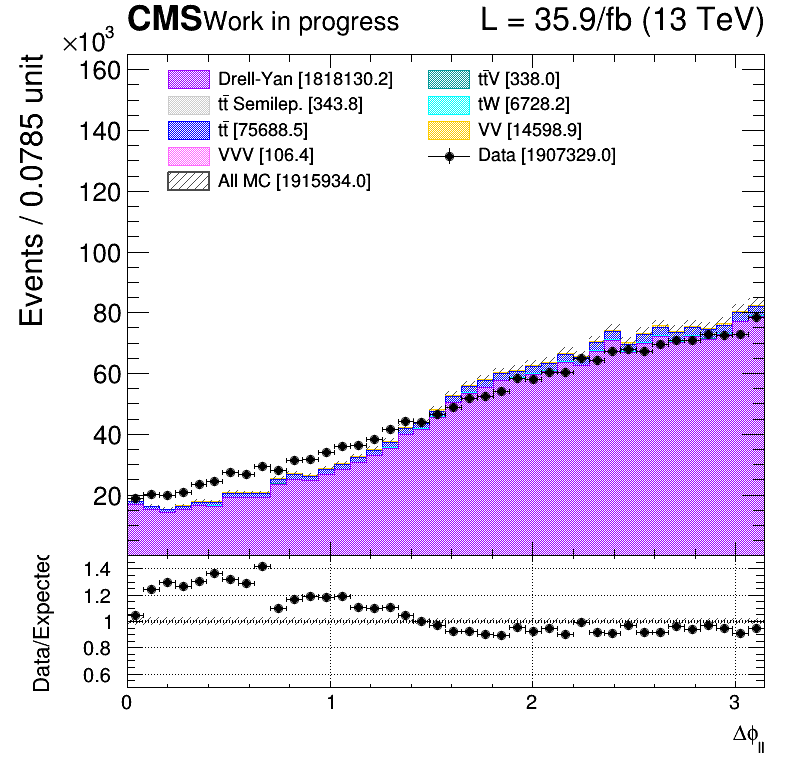 CMS Work in progress L = 35.9/fb (13 TeV)
×10³
Drell-Yan [1818130.2]
tt̄ Semilep. [343.8]
tt̄ [75688.5]
VVV [106.4]
All MC [1915934.0]
tt̄V [338.0]
tW [6728.2]
VV [14598.9]
Data [1907329.0]
Events / 0.0785 unit
160
140
120
100
80
60
40
20
Data/Expected
1.4
1.2
1
0.8
0.6
0 1 2 3
Δϕ_ll